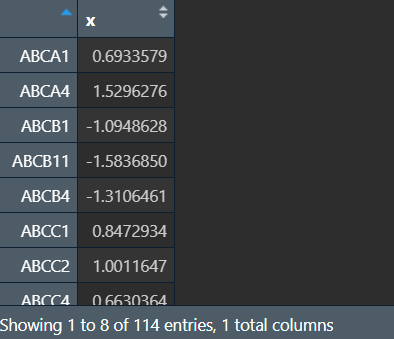 x
ABCA1 0.6933579
ABCA4 1.5296276
ABCB1 -1.0948628
ABCB11 -1.5836850
ABCB4 -1.3106461
ABCC1 0.8472934
ABCC2 1.0011647
ABCC4 0.6630364
Showing 1 to 8 of 114 entries, 1 total columns